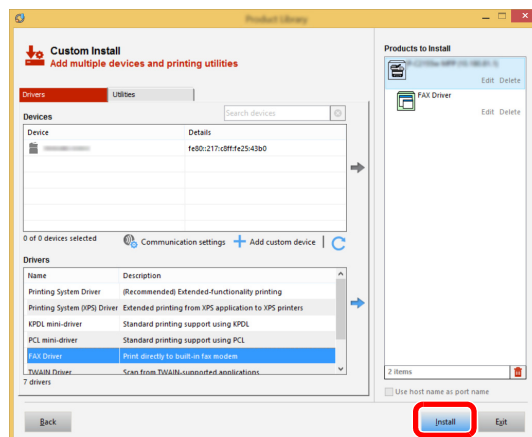 Product Library
Custom Install
Add multiple devices and printing utilities
Drivers
Utilities
Devices
Search devices
Device
Details
fe80::217:c8ff:fe25:43b0
0 of 0 devices selected
Communication settings
Add custom device
Drivers
Name
Description
Printing System Driver
(Recommended) Extended-functionality printing
Printing System (XPS) Driver
Extended printing from XPS application to XPS printers
KPDL mini-driver
Standard printing support using KPDL
PCL mini-driver
Standard printing support using PCL
FAX Driver
Print directly to built-in fax modem
TWAIN Driver
Scan from TWAIN-supported applications
7 drivers
Back
Products to Install
Edit Delete
FAX Driver
Edit Delete
2 items
Use host name as port name
Install
Exit